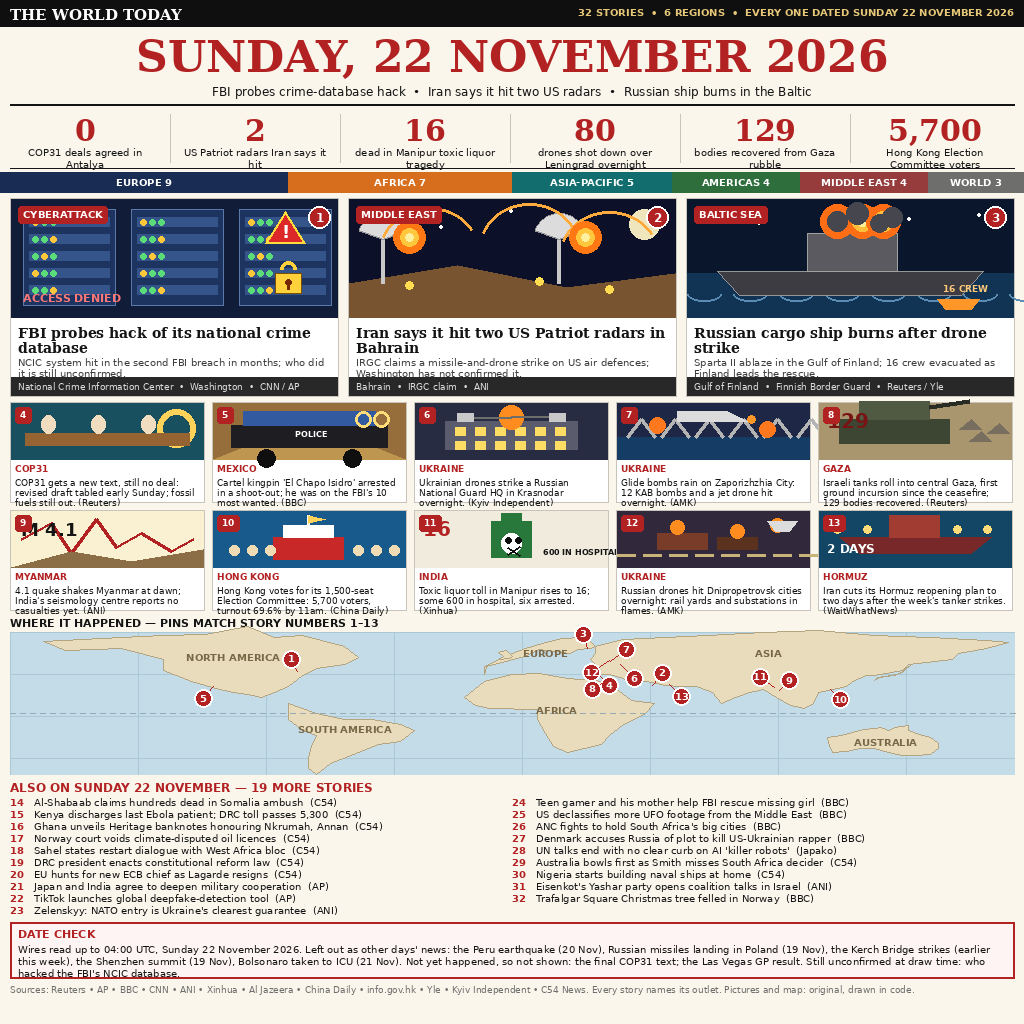 THE WORLD TODAY
32 STORIES • 6 REGIONS • EVERY ONE DATED SUNDAY 22 NOVEMBER 2026
SUNDAY, 22 NOVEMBER 2026
FBI probes crime-database hack • Iran says it hit two US radars • Russian ship burns in the Baltic
0
COP31 deals agreed in
Antalya
2
US Patriot radars Iran says it
hit
16
dead in Manipur toxic liquor
tragedy
80
drones shot down over
Leningrad overnight
129
bodies recovered from Gaza
rubble
5,700
Hong Kong Election
Committee voters
EUROPE 9
AFRICA 7
ASIA-PACIFIC 5
AMERICAS 4
MIDDLE EAST 4
WORLD 3
CYBERATTACK
1
!
ACCESS DENIED
FBI probes hack of its national crime
database
NCIC system hit in the second FBI breach in months; who did
it is still unconfirmed.
National Crime Information Center • Washington • CNN / AP
MIDDLE EAST
2
Iran says it hit two US Patriot radars in
Bahrain
IRGC claims a missile-and-drone strike on US air defences;
Washington has not confirmed it.
Bahrain • IRGC claim • ANI
BALTIC SEA
3
16 CREW
Russian cargo ship burns after drone
strike
Sparta II ablaze in the Gulf of Finland; 16 crew evacuated as
Finland leads the rescue.
Gulf of Finland • Finnish Border Guard • Reuters / Yle
4
COP31
COP31 gets a new text, still no deal:
revised draft tabled early Sunday; fossil
fuels still out. (Reuters)
5
POLICE
MEXICO
Cartel kingpin 'El Chapo Isidro' arrested
in a shoot-out; he was on the FBI's 10
most wanted. (BBC)
6
UKRAINE
Ukrainian drones strike a Russian
National Guard HQ in Krasnodar
overnight. (Kyiv Independent)
7
UKRAINE
Glide bombs rain on Zaporizhzhia City:
12 KAB bombs and a jet drone hit
overnight. (AMK)
8
129
GAZA
Israeli tanks roll into central Gaza, first
ground incursion since the ceasefire;
129 bodies recovered. (Reuters)
9
M 4.1
MYANMAR
4.1 quake shakes Myanmar at dawn;
India's seismology centre reports no
casualties yet. (ANI)
10
HONG KONG
Hong Kong votes for its 1,500-seat
Election Committee: 5,700 voters,
turnout 69.6% by 11am. (China Daily)
11
16
600 IN HOSPITAL
INDIA
Toxic liquor toll in Manipur rises to 16;
some 600 in hospital, six arrested.
(Xinhua)
12
UKRAINE
Russian drones hit Dnipropetrovsk cities
overnight: rail yards and substations in
flames. (AMK)
13
2 DAYS
HORMUZ
Iran cuts its Hormuz reopening plan to
two days after the week's tanker strikes.
(WaitWhatNews)
WHERE IT HAPPENED — PINS MATCH STORY NUMBERS 1–13
NORTH AMERICA
1
5
SOUTH AMERICA
EUROPE
3
7
12
8
4
6
2
13
AFRICA
ASIA
11
9
10
AUSTRALIA
ALSO ON SUNDAY 22 NOVEMBER — 19 MORE STORIES
14 Al-Shabaab claims hundreds dead in Somalia ambush (C54)
15 Kenya discharges last Ebola patient; DRC toll passes 5,300 (C54)
16 Ghana unveils Heritage banknotes honouring Nkrumah, Annan (C54)
17 Norway court voids climate-disputed oil licences (C54)
18 Sahel states restart dialogue with West Africa bloc (C54)
19 DRC president enacts constitutional reform law (C54)
20 EU hunts for new ECB chief as Lagarde resigns (C54)
21 Japan and India agree to deepen military cooperation (AP)
22 TikTok launches global deepfake-detection tool (AP)
23 Zelenskyy: NATO entry is Ukraine's clearest guarantee (ANI)
24 Teen gamer and his mother help FBI rescue missing girl (BBC)
25 US declassifies more UFO footage from the Middle East (BBC)
26 ANC fights to hold South Africa's big cities (BBC)
27 Denmark accuses Russia of plot to kill US-Ukrainian rapper (BBC)
28 UN talks end with no clear curb on AI 'killer robots' (Japako)
29 Australia bowls first as Smith misses South Africa decider (C54)
30 Nigeria starts building naval ships at home (C54)
31 Eisenkot's Yashar party opens coalition talks in Israel (ANI)
32 Trafalgar Square Christmas tree felled in Norway (BBC)
DATE CHECK
Wires read up to 04:00 UTC, Sunday 22 November 2026. Left out as other days' news: the Peru earthquake (20 Nov), Russian missiles landing in Poland (19 Nov), the Kerch Bridge strikes (earlier
this week), the Shenzhen summit (19 Nov), Bolsonaro taken to ICU (21 Nov). Not yet happened, so not shown: the final COP31 text; the Las Vegas GP result. Still unconfirmed at draw time: who
hacked the FBI's NCIC database.
Sources: Reuters • AP • BBC • CNN • ANI • Xinhua • Al Jazeera • China Daily • info.gov.hk • Yle • Kyiv Independent • C54 News. Every story names its outlet. Pictures and map: original, drawn in code.